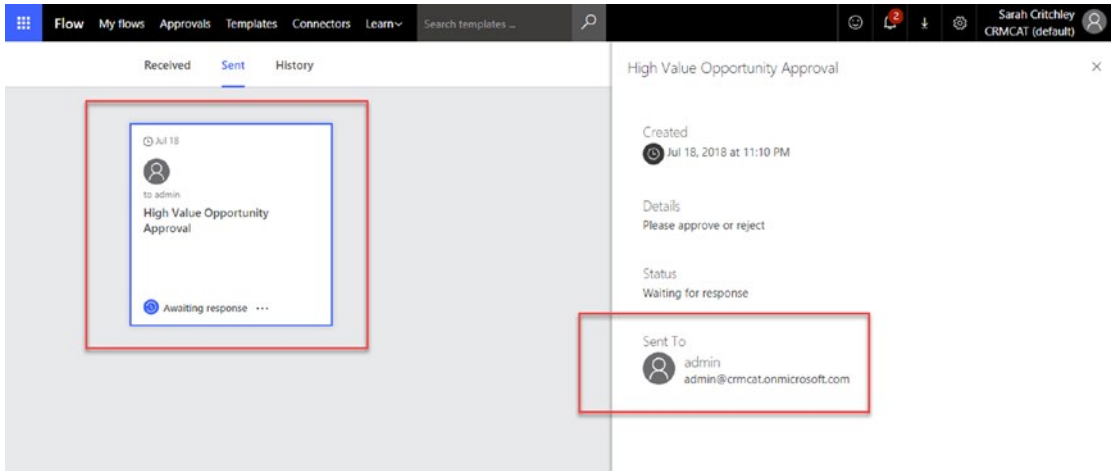 Flow My flows Approvals Templates Connectors Learn Search templates ... 2 Sarah Critchley
CRMCAT (default)
Received Sent History
High Value Opportunity Approval
Jul 18
to admin
High Value Opportunity
Approval
Awaiting response ...
Created
Jul 18, 2018 at 11:10 PM
Details
Please approve or reject
Status
Waiting for response
Sent To
admin
admin@crmcat.onmicrosoft.com